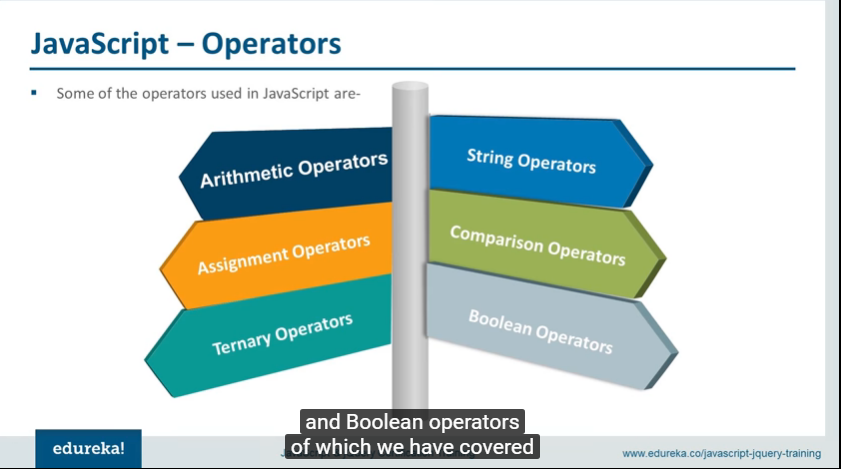 JavaScript – Operators
▪ Some of the operators used in JavaScript are-
Arithmetic Operators
String Operators
Assignment Operators
Comparison Operators
Ternary Operators
Boolean Operators
and Boolean operators
of which we have covered
edureka!
www.edureka.co/javascript-jquery-training